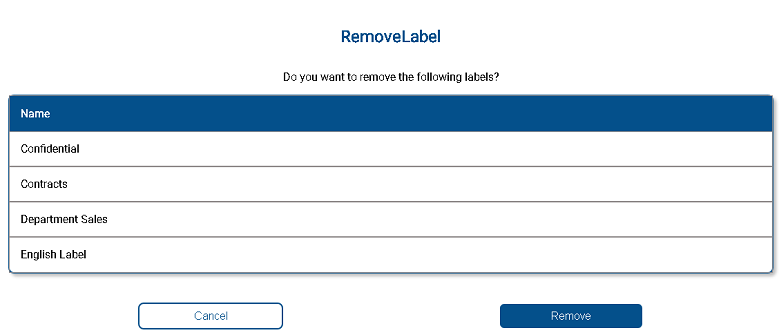 RemoveLabel
Do you want to remove the following labels?
Name
Confidential
Contracts
Department Sales
English Label
Cancel Remove